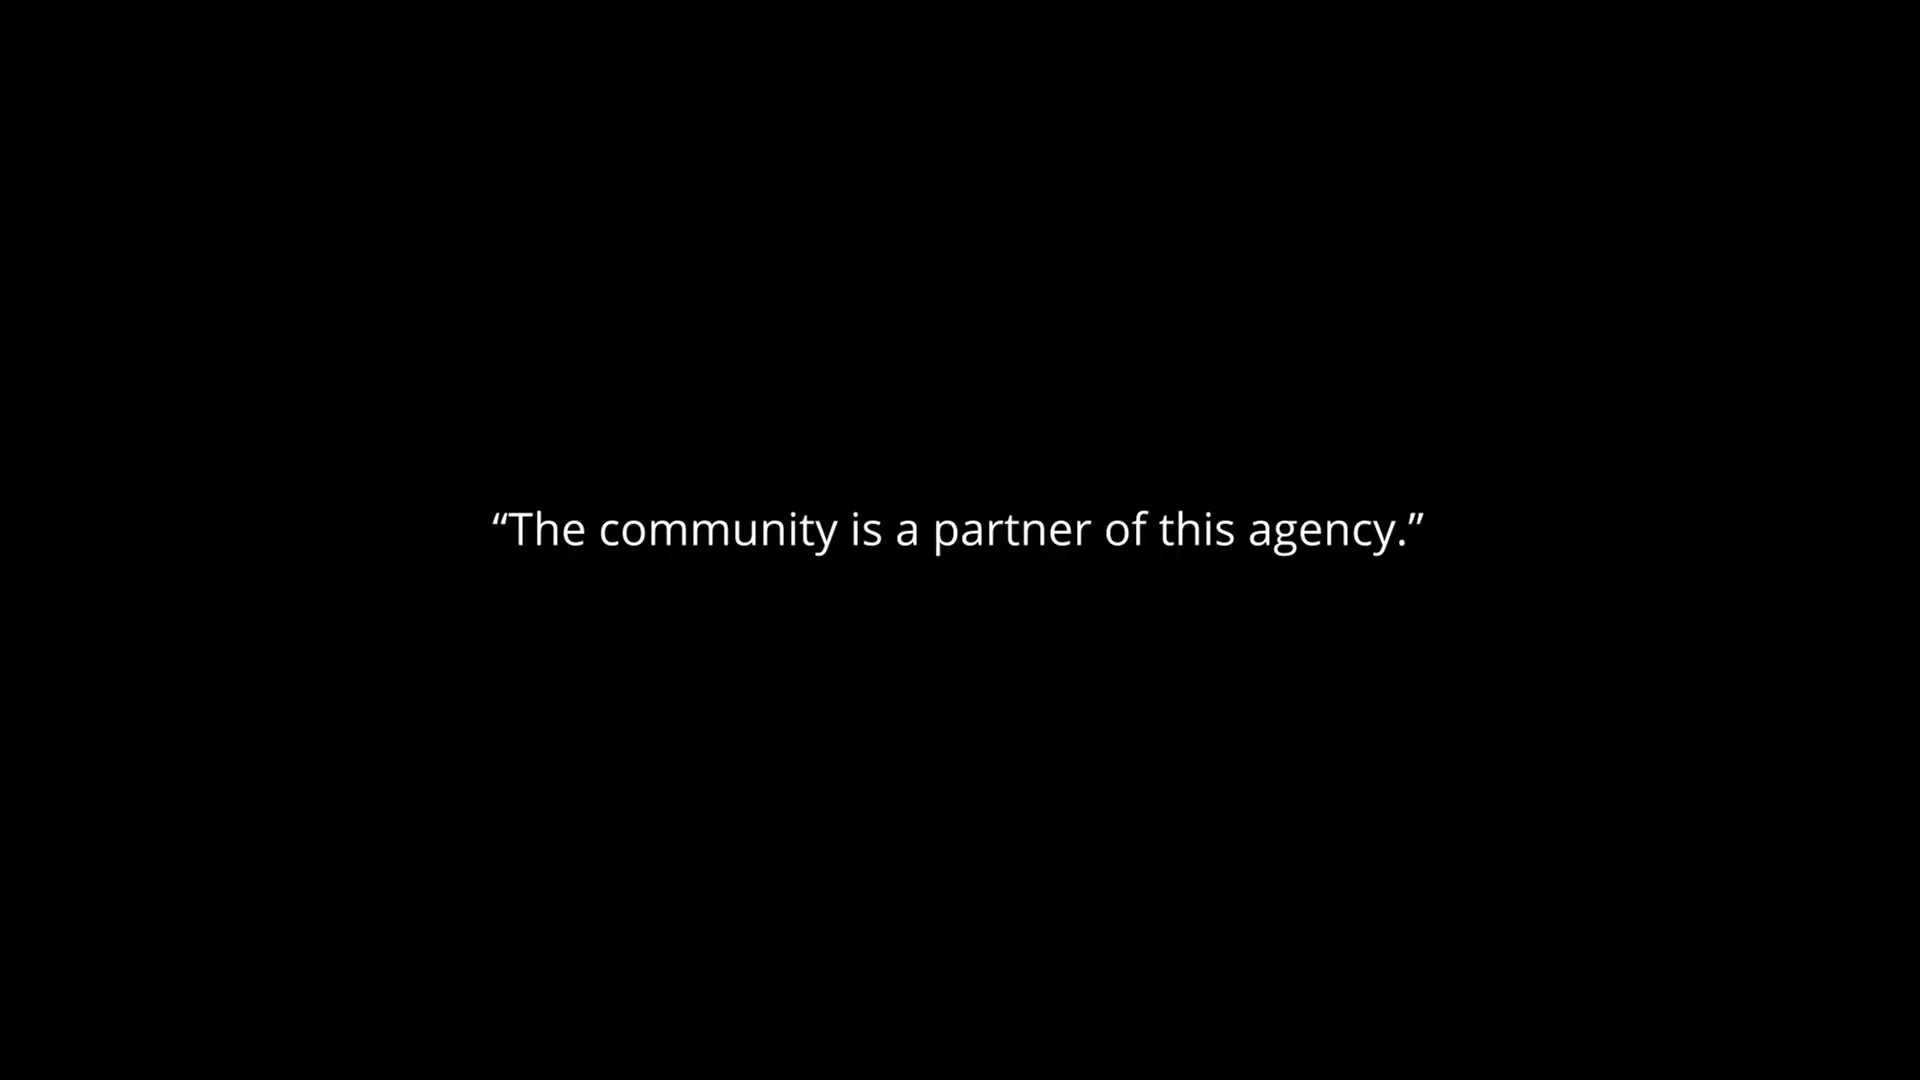 “The community is a partner of this agency.”